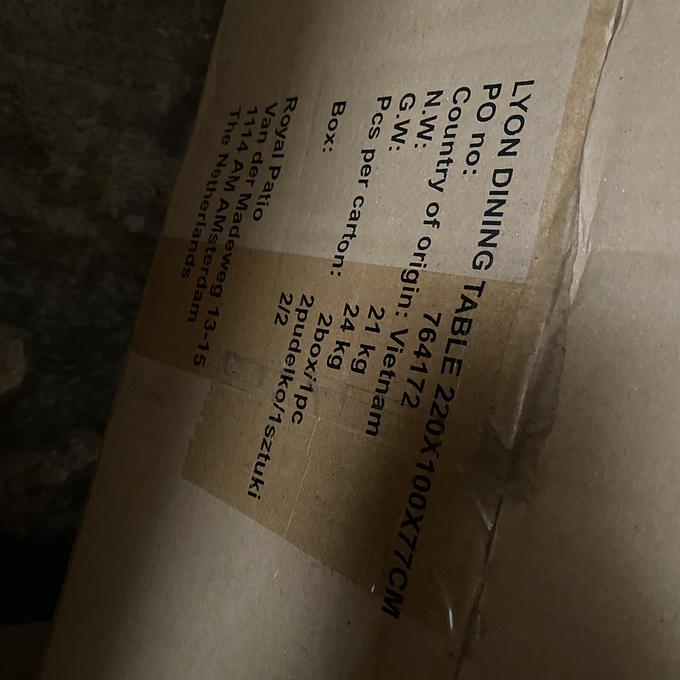 LYON DINING TABLE 220X100X77CM
PO no: 764172
Country of origin: Vietnam
N.W: 21 kg
G.W: 24 kg
Pcs per carton: 2box/1pc
2pudelko/1sztuki
Box: 2/2
Royal Patio
Van der Madeweg 13-15
1114 AM AMsterdam
The Netherlands